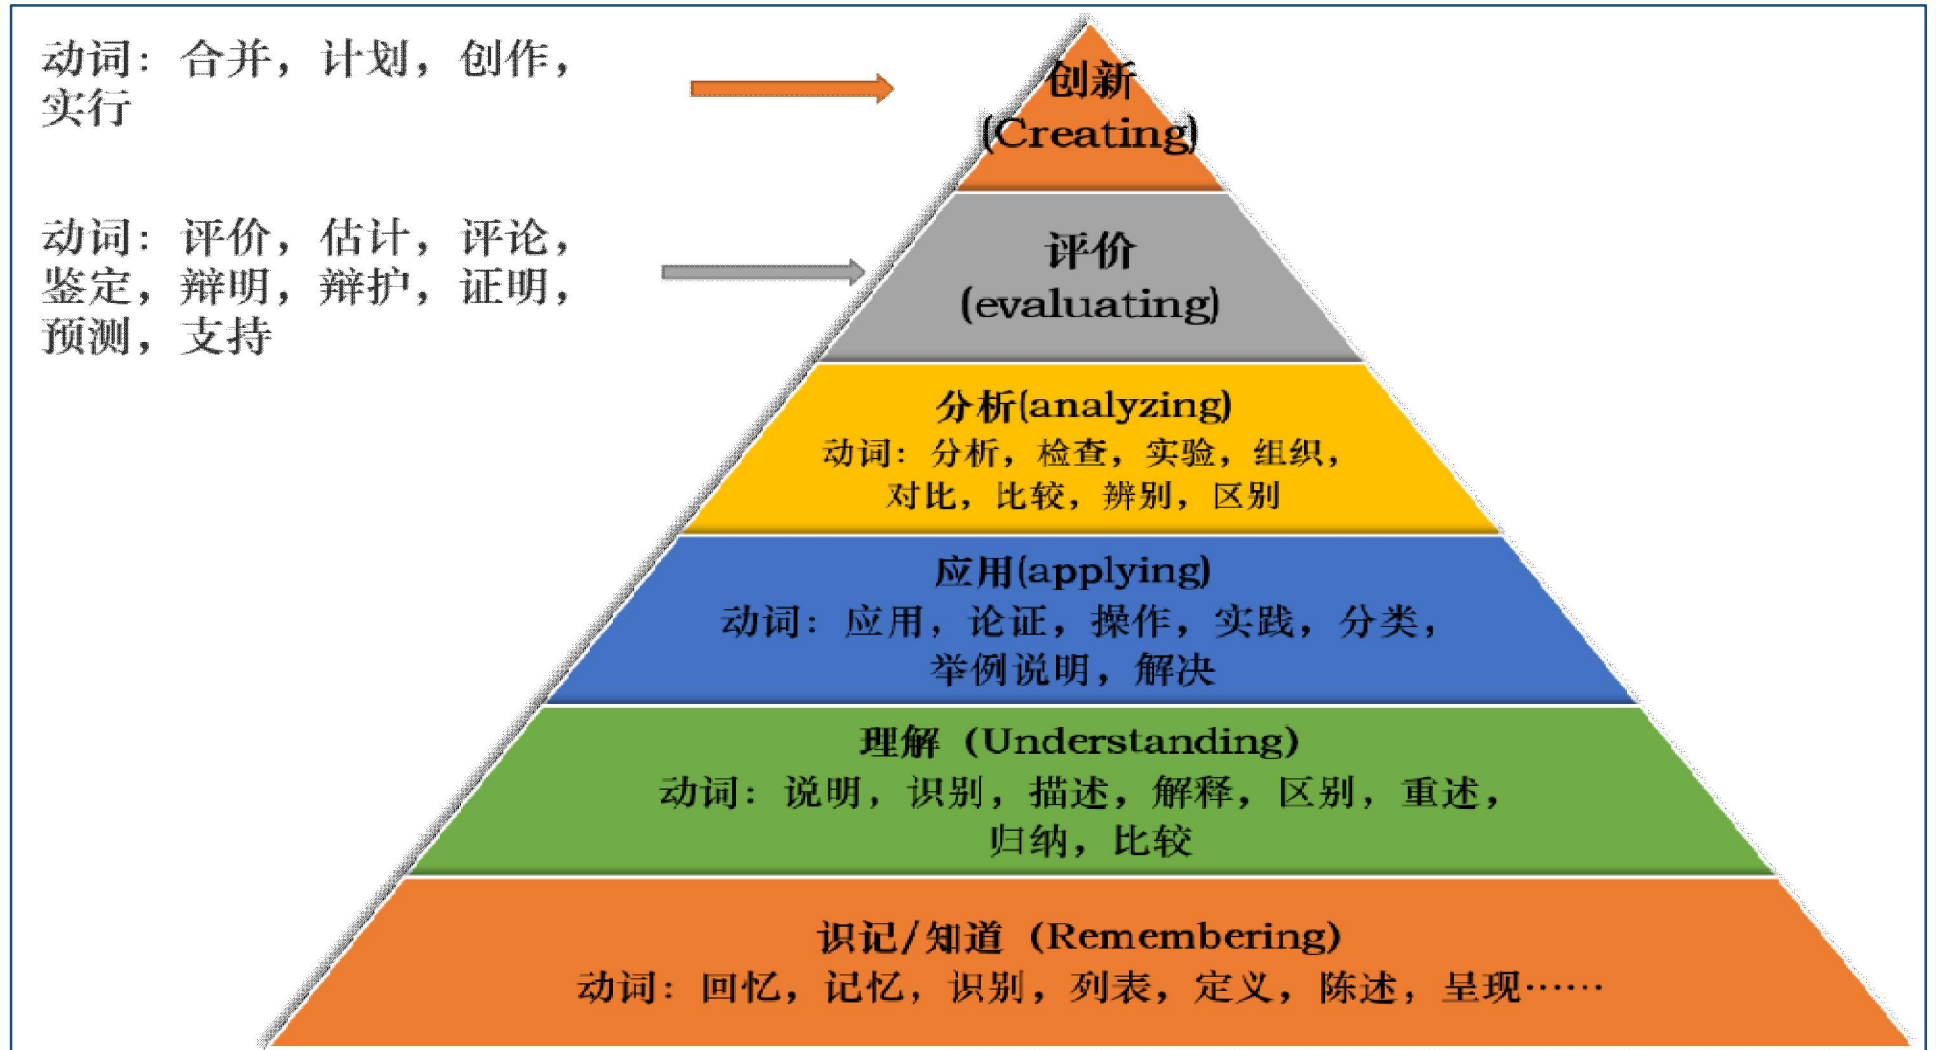 动词：合并，计划，创作，
实行
创新
(Creating)
动词：评价，估计，评论，
鉴定，辩明，辩护，证明，
预测，支持
评价
(evaluating)
分析(analyzing)
动词：分析，检查，实验，组织，
对比，比较，辨别，区别
应用(applying)
动词：应用，论证，操作，实践，分类，
举例说明，解决
理解（Understanding)
动词：说明，识别，描述，解释，区别，重述，
归纳，比较
识记/知道（Remembering)
动词：回忆，记忆，识别，列表，定义，陈述，呈现……